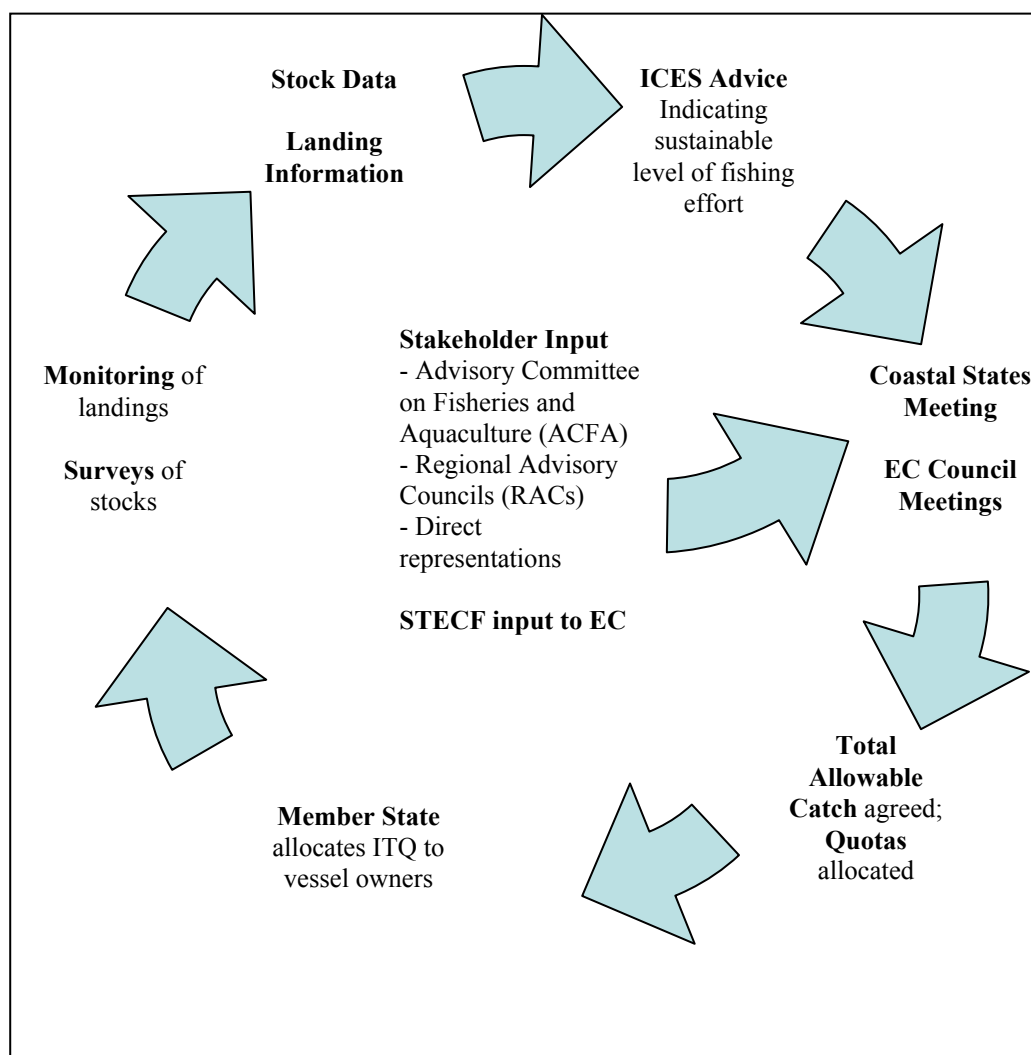 Stock Data
Landing
Information
ICES Advice
Indicating
sustainable
level of fishing
effort
Stakeholder Input
- Advisory Committee
on Fisheries and
Aquaculture (ACFA)
- Regional Advisory
Councils (RACs)
- Direct
representations
STECF input to EC
Monitoring of
landings
Surveys of
stocks
Coastal States
Meeting
EC Council
Meetings
Total
Allowable
Catch agreed;
Quotas
allocated
Member State
allocates ITQ to
vessel owners